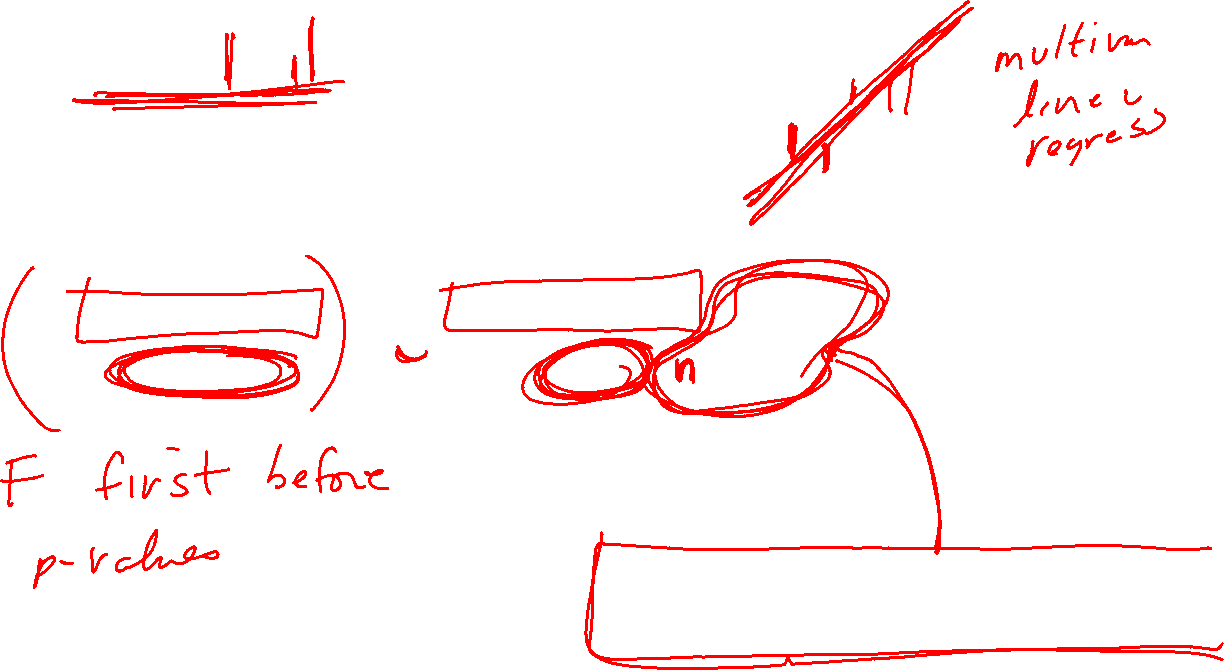 multivar
linear
regress
n
F first before
p-values